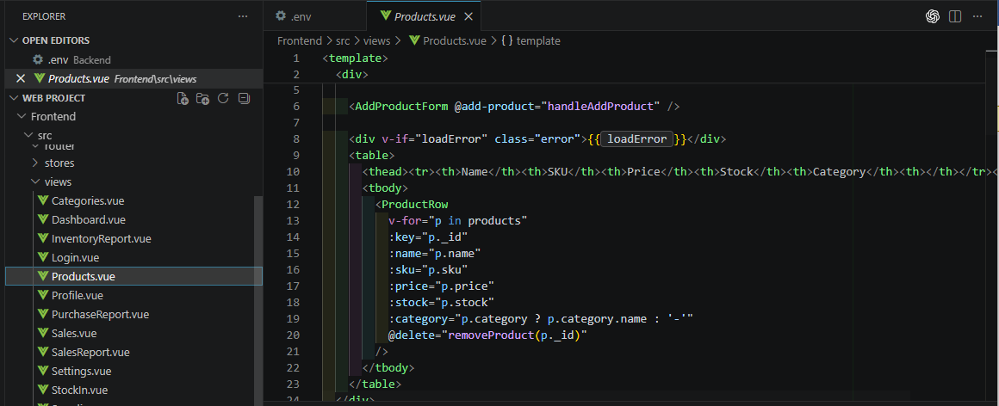 EXPLORER
OPEN EDITORS
.env Backend
Products.vue Frontend\src\views
WEB PROJECT
Frontend
src
router
stores
views
Categories.vue
Dashboard.vue
InventoryReport.vue
Login.vue
Products.vue
Profile.vue
PurchaseReport.vue
Sales.vue
SalesReport.vue
Settings.vue
StockIn.vue
.env
Products.vue
Frontend > src > views > Products.vue > { } template
1 <template>
2 <div>
5
6 <AddProductForm @add-product="handleAddProduct" />
7
8 <div v-if="loadError" class="error">{{ loadError }}</div>
9 <table>
10 <thead><tr><th>Name</th><th>SKU</th><th>Price</th><th>Stock</th><th>Category</th><th></th></tr><
11 <tbody>
12 <ProductRow
13 v-for="p in products"
14 :key="p._id"
15 :name="p.name"
16 :sku="p.sku"
17 :price="p.price"
18 :stock="p.stock"
19 :category="p.category ? p.category.name : '-'"
20 @delete="removeProduct(p._id)"
21 />
22 </tbody>
23 </table>
24 </div>